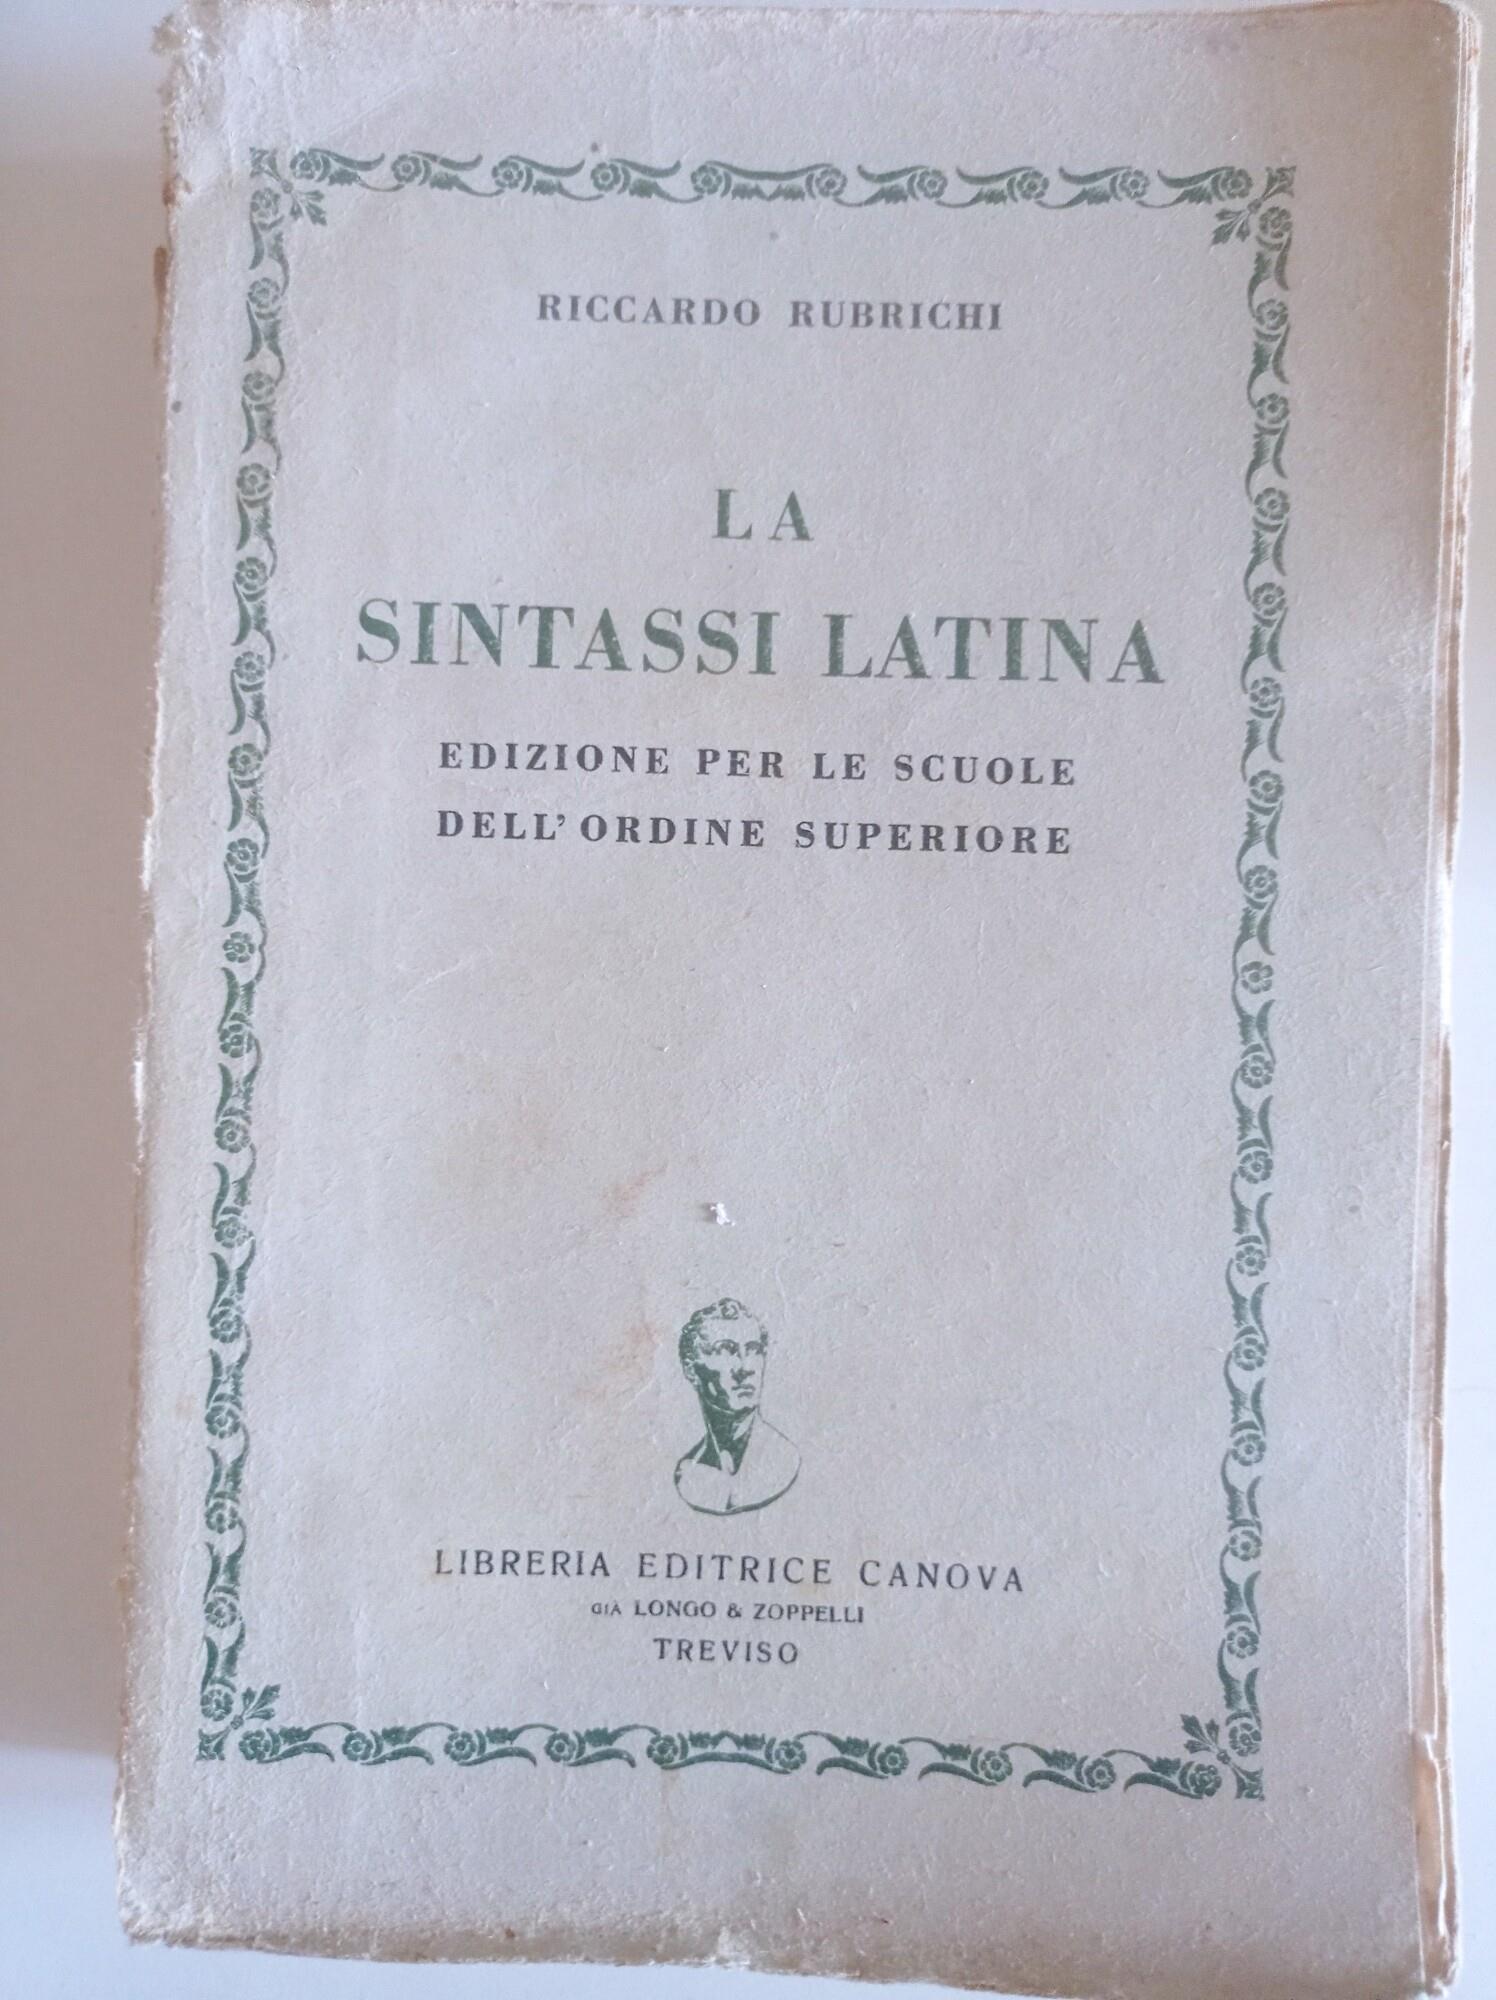 RICCARDO RUBRICHI
LA
SINTASSI LATINA
EDIZIONE PER LE SCUOLE
DELL'ORDINE SUPERIORE
LIBRERIA EDITRICE CANOVA
GIÀ LONGO & ZOPPELLI
TREVISO